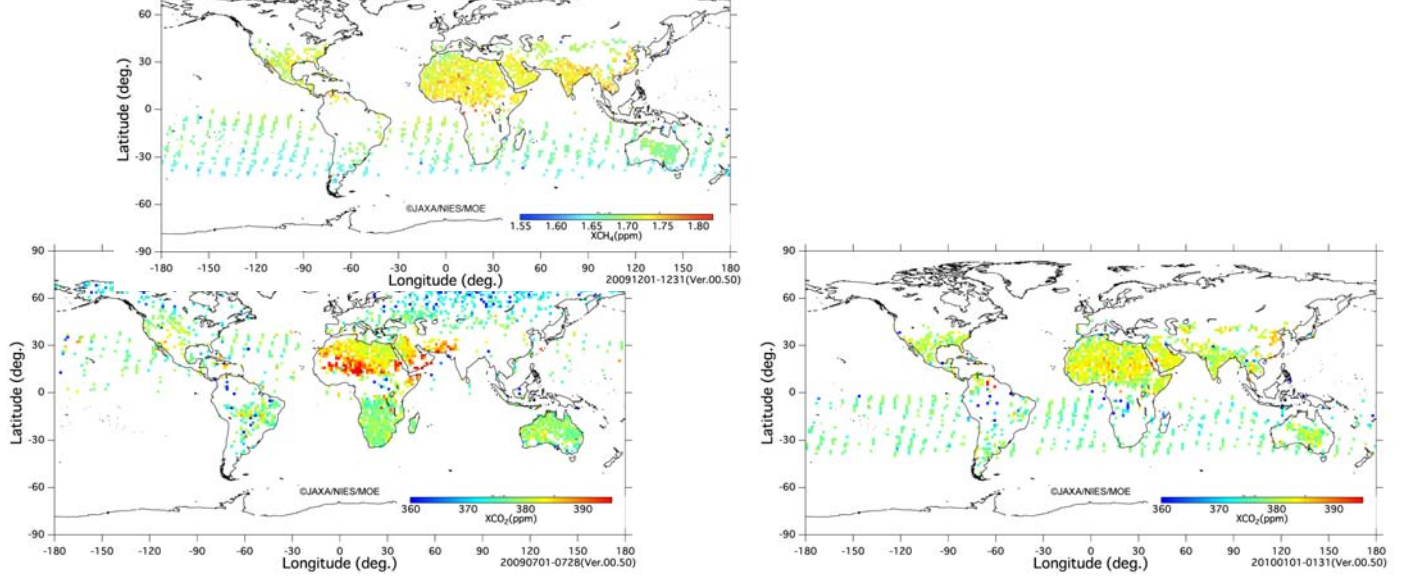 60
30
0
-30
-60
-90
Latitude (deg.)
©JAXA/NIES/MOE
1.55 1.60 1.65 1.70 1.75 1.80
XCH₄(ppm)
-180 -150 -120 -90 -60 -30 0 30 60 90 120 150 180
Longitude (deg.)
20091201-1231(Ver.00.50)
90
60
30
0
-30
-60
-90
Latitude (deg.)
©JAXA/NIES/MOE
360 370 380 390
XCO₂(ppm)
-180 -150 -120 -90 -60 -30 0 30 60 90 120 150 180
Longitude (deg.)
20090701-0728(Ver.00.50)
90
60
30
0
-30
-60
-90
Latitude (deg.)
©JAXA/NIES/MOE
360 370 380 390
XCO₂(ppm)
-180 -150 -120 -90 -60 -30 0 30 60 90 120 150 180
Longitude (deg.)
20100101-0131(Ver.00.50)